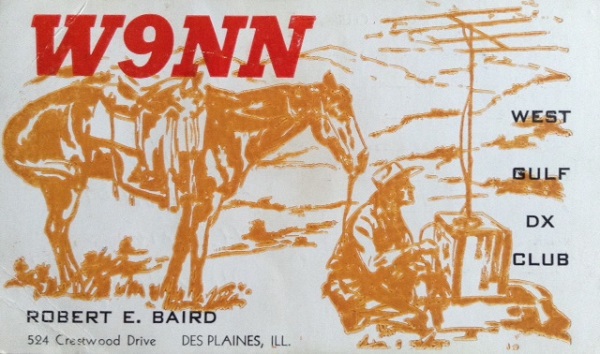 W9NN
WEST
GULF
DX
CLUB
ROBERT E. BAIRD
524 Crestwood Drive DES PLAINES, ILL.